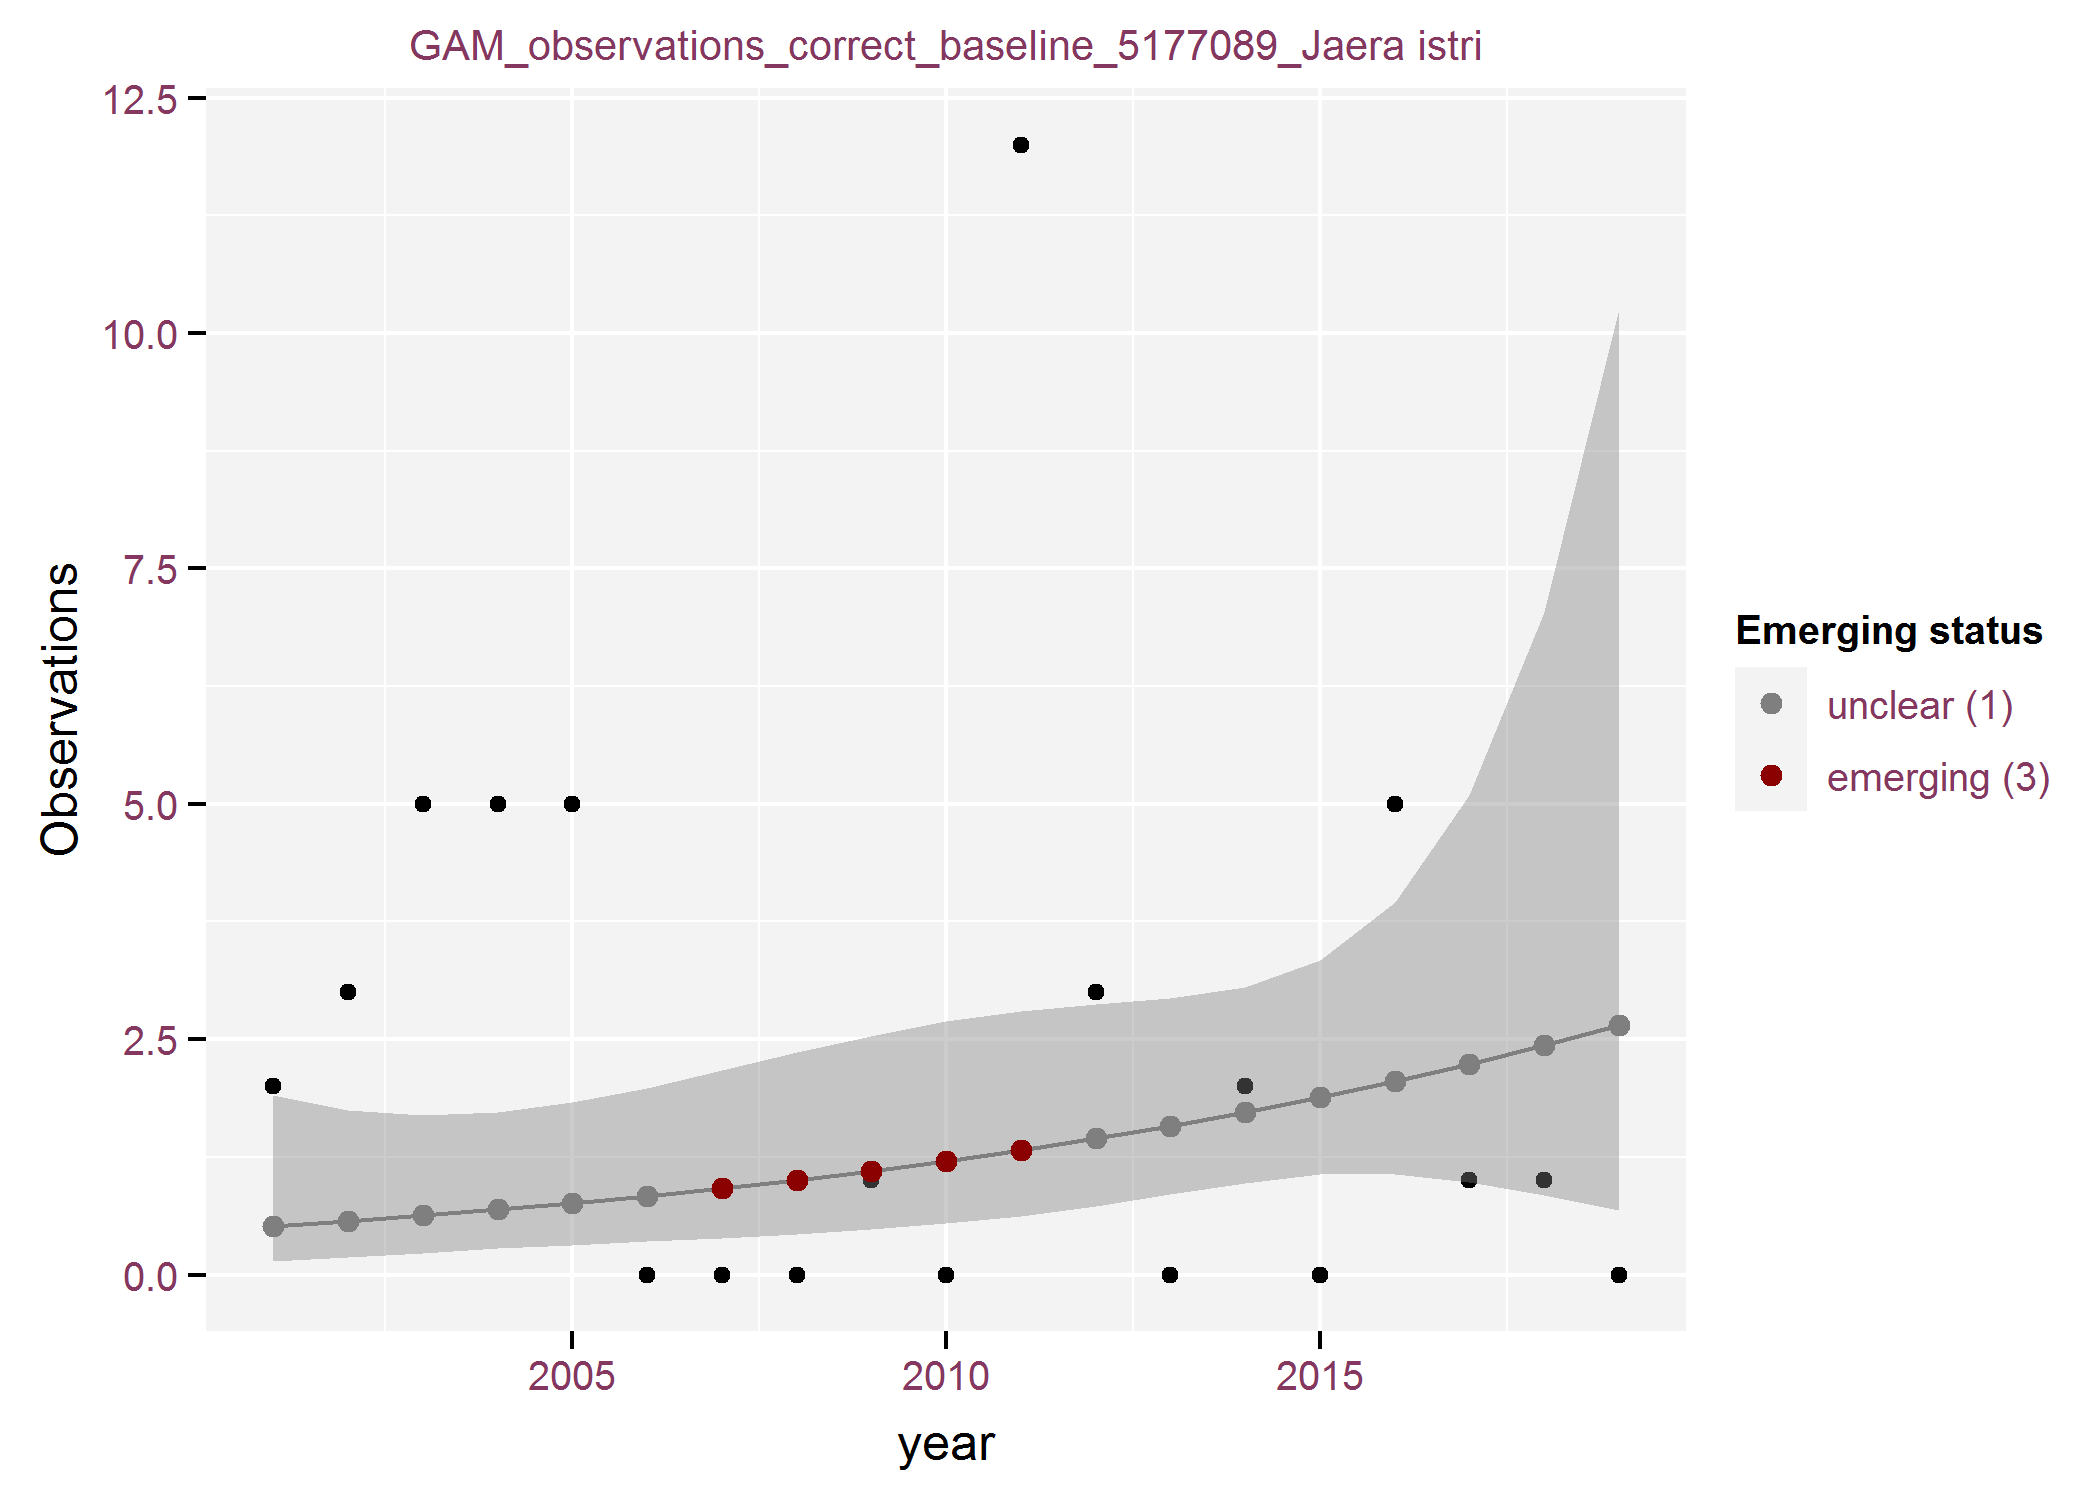 GAM_observations_correct_baseline_5177089_Jaera istri
12.5
10.0
7.5
5.0
2.5
0.0
Observations
2005
2010
2015
year
Emerging status
unclear (1)
emerging (3)